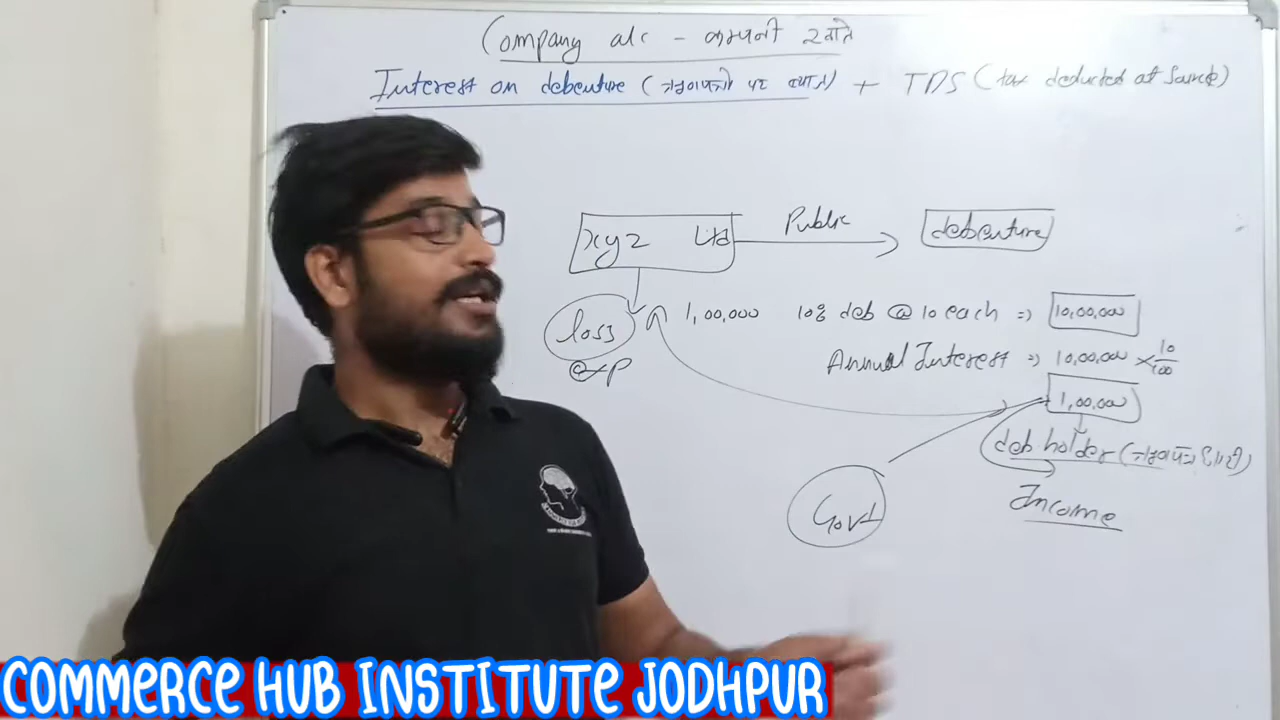 Company a/c - कम्पनी खाते
Interest on debenture (ऋणपत्रो पर ब्याज) + TDS (tax deducted at Source)
xyz Ltd Public debenture
loss 1,00,000 10% deb @ 10 each => 10,00,000
exp
Annual Interest => 10,00,000 × 10/100
1,00,000
deb holder (ऋणपत्र धारी)
Income
Govt
COMMERCE HUB INSTITUTE JODHPUR